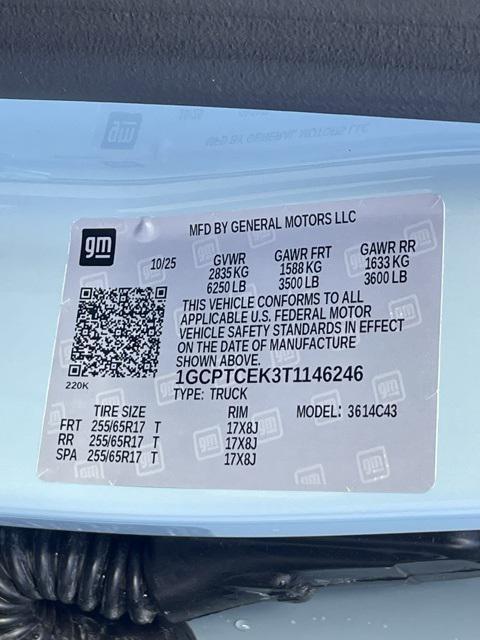 MFD BY GENERAL MOTORS LLC
gm
10/25 GVWR GAWR FRT GAWR RR
2835 KG 1588 KG 1633 KG
6250 LB 3500 LB 3600 LB
THIS VEHICLE CONFORMS TO ALL
APPLICABLE U.S. FEDERAL MOTOR
VEHICLE SAFETY STANDARDS IN EFFECT
ON THE DATE OF MANUFACTURE
SHOWN ABOVE.
220K
1GCPTCEK3T1146246
TYPE: TRUCK
TIRE SIZE RIM MODEL: 3614C43
FRT 255/65R17 T 17X8J
RR 255/65R17 T 17X8J
SPA 255/65R17 T 17X8J